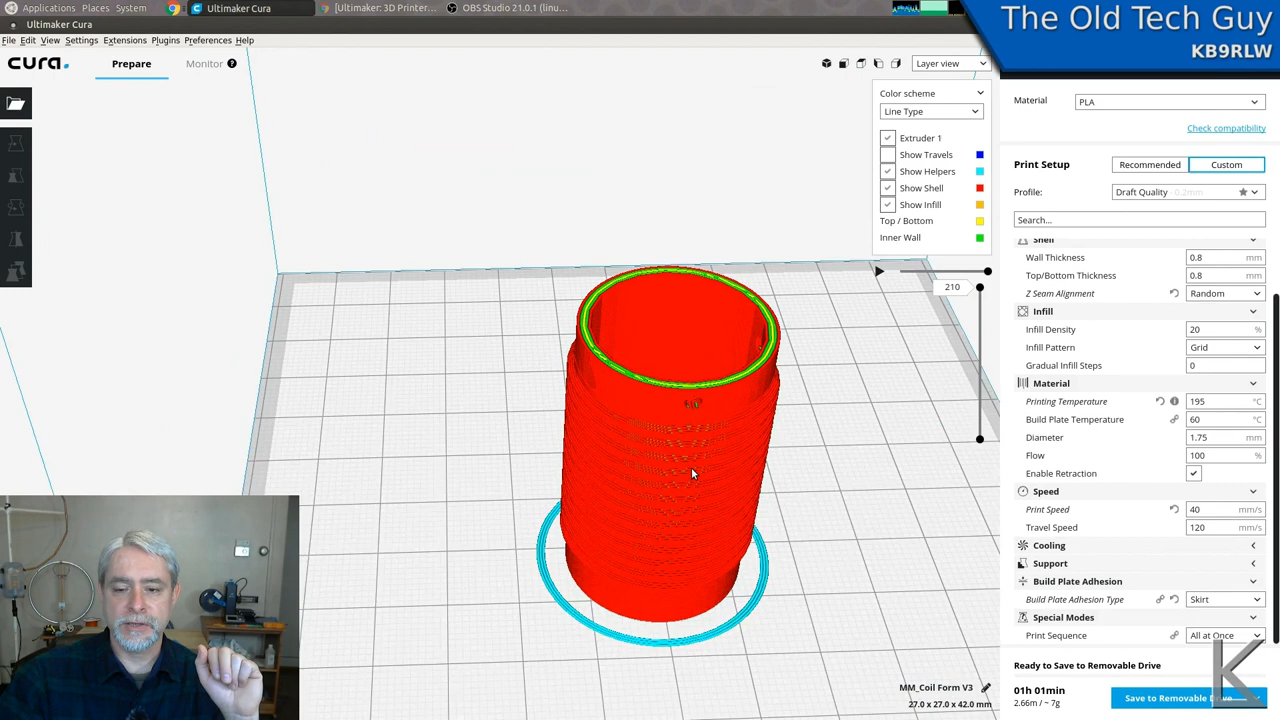 Applications Places System
Ultimaker Cura
[Ultimaker: 3D Printer...
OBS Studio 21.0.1 (linu...
The Old Tech Guy
KB9RLW
Ultimaker Cura
File Edit View Settings Extensions Plugins Preferences Help
cura.
Prepare
Monitor
Layer view
Color scheme
Line Type
Extruder 1
Show Travels
Show Helpers
Show Shell
Show Infill
Top / Bottom
Inner Wall
210
Material
PLA
Check compatibility
Print Setup
Recommended
Custom
Profile:
Draft Quality - 0.2mm
Search...
Shell
Wall Thickness 0.8 mm
Top/Bottom Thickness 0.8 mm
Z Seam Alignment Random
Infill
Infill Density 20 %
Infill Pattern Grid
Gradual Infill Steps 0
Material
Printing Temperature 195 °C
Build Plate Temperature 60 °C
Diameter 1.75 mm
Flow 100 %
Enable Retraction
Speed
Print Speed 40 mm/s
Travel Speed 120 mm/s
Cooling
Support
Build Plate Adhesion
Build Plate Adhesion Type Skirt
Special Modes
Print Sequence All at Once
Ready to Save to Removable Drive
01h 01min
2.66m / ~ 7g
Save to Removable Drive
MM_Coil Form V3
27.0 x 27.0 x 42.0 mm
K